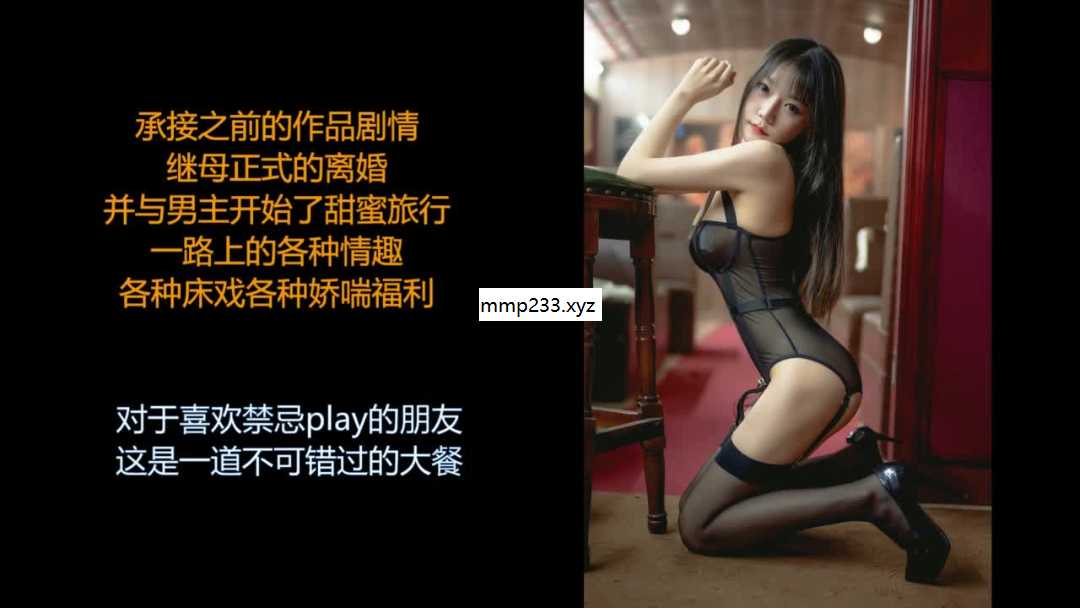 承接之前的作品剧情
继母正式的离婚
并与男主开始了甜蜜旅行
一路上的各种情趣
各种床戏各种娇喘福利
mmp233.xyz
对于喜欢禁忌play的朋友
这是一道不可错过的大餐